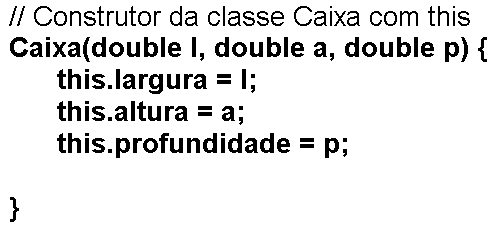 // Construtor da classe Caixa com this
Caixa(double l, double a, double p) {
this.largura = l;
this.altura = a;
this.profundidade = p;
}